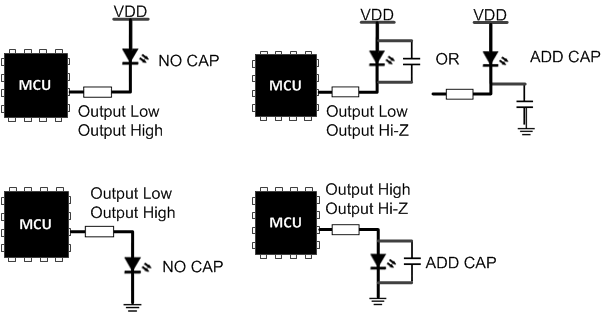 VDD
NO CAP
MCU
Output Low
Output High
VDD
MCU
Output Low
Output Hi-Z
OR
VDD
ADD CAP
MCU
Output Low
Output High
NO CAP
MCU
Output High
Output Hi-Z
ADD CAP